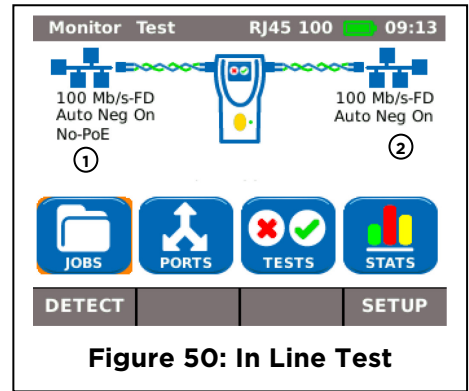 Monitor Test RJ45 100 09:13
100 Mb/s-FD
Auto Neg On
No-PoE
1
100 Mb/s-FD
Auto Neg On
2
JOBS PORTS TESTS STATS
DETECT SETUP
Figure 50: In Line Test